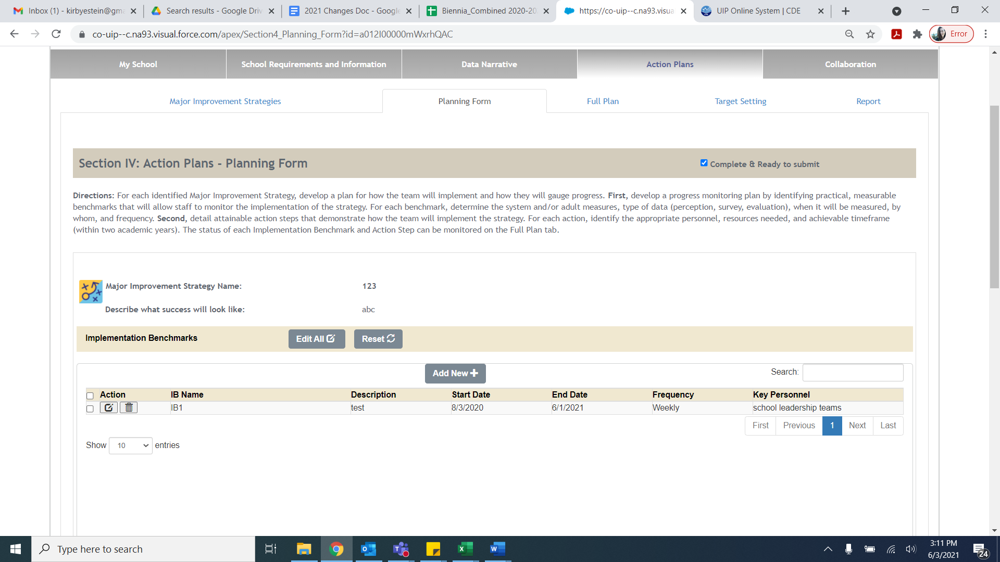 Inbox (1) - kirbyestein@gma
Search results - Google Driv
2021 Changes Doc - Google
Biennia_Combined 2020-20
https://co-uip--c.na93.visua
UIP Online System | CDE
co-uip--c.na93.visual.force.com/apex/Section4_Planning_Form?id=a012I00000mWxrhQAC
Error
My School
School Requirements and Information
Data Narrative
Action Plans
Collaboration
Major Improvement Strategies
Planning Form
Full Plan
Target Setting
Report
Section IV: Action Plans - Planning Form
Complete & Ready to submit
Directions: For each identified Major Improvement Strategy, develop a plan for how the team will implement and how they will gauge progress. First, develop a progress monitoring plan by identifying practical, measurable
benchmarks that will allow staff to monitor the implementation of the strategy. For each benchmark, determine the system and/or adult measures, type of data (perception, survey, evaluation), when it will be measured, by
whom, and frequency. Second, detail attainable action steps that demonstrate how the team will implement the strategy. For each action, identify the appropriate personnel, resources needed, and achievable timeframe
(within two academic years). The status of each Implementation Benchmark and Action Step can be monitored on the Full Plan tab.
Major Improvement Strategy Name: 123
Describe what success will look like: abc
Implementation Benchmarks
Edit All
Reset
Add New
Search:
Action IB Name Description Start Date End Date Frequency Key Personnel
IB1 test 8/3/2020 6/1/2021 Weekly school leadership teams
First Previous 1 Next Last
Show 10 entries
Type here to search
3:11 PM
6/3/2021
24